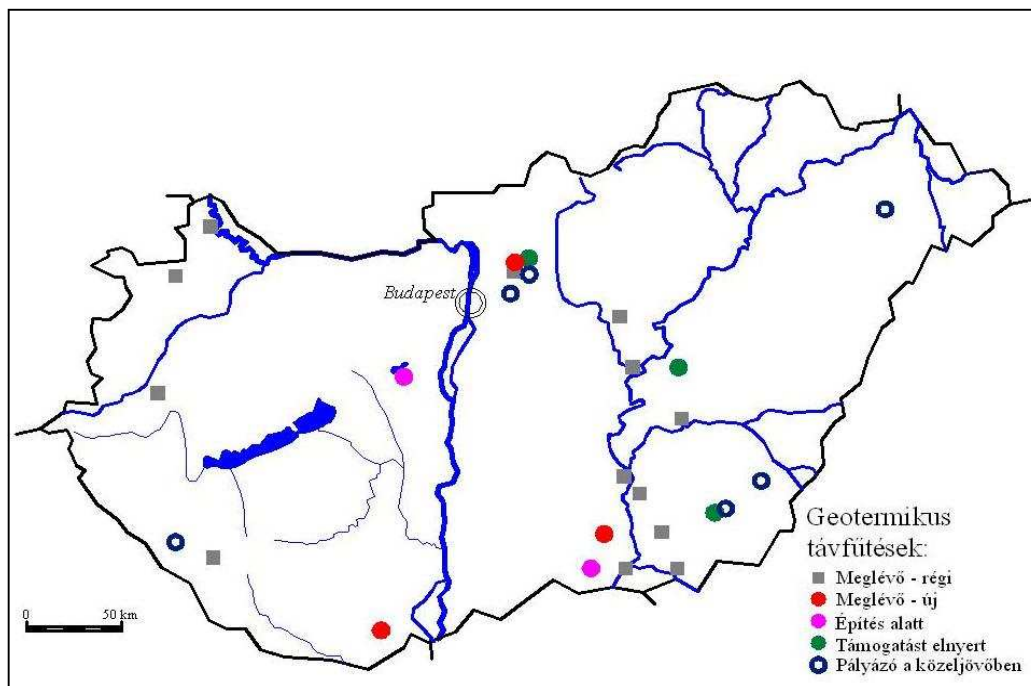 Budapest
Geotermikus
távfűtések:
Meglévő - régi
Meglévő - új
Építés alatt
Támogatást elnyert
Pályázó a közeljövőben
0 50 km